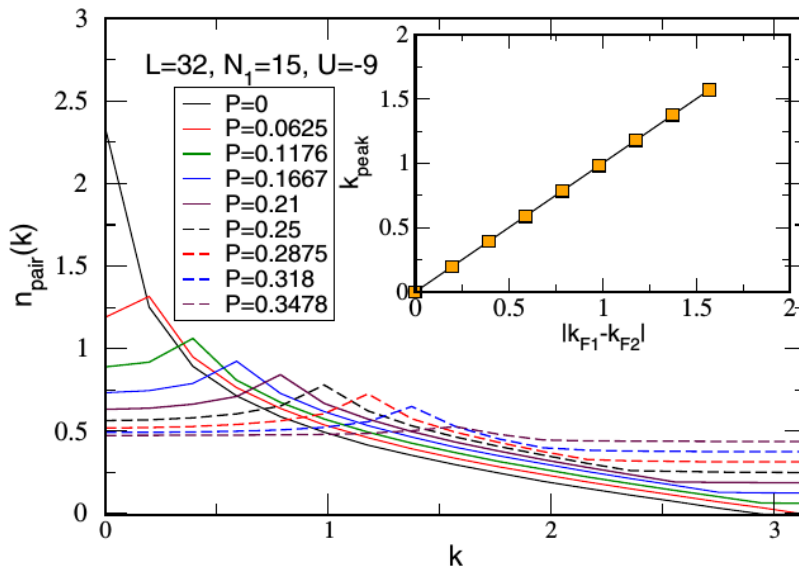 3
2.5
2
1.5
1
0.5
0
n_pair(k)
0 1 2 3
k
L=32, N_1=15, U=-9
P=0
P=0.0625
P=0.1176
P=0.1667
P=0.21
P=0.25
P=0.2875
P=0.318
P=0.3478
2
1.5
1
0.5
0
k_peak
0 0.5 1 1.5 2
|k_F1-k_F2|